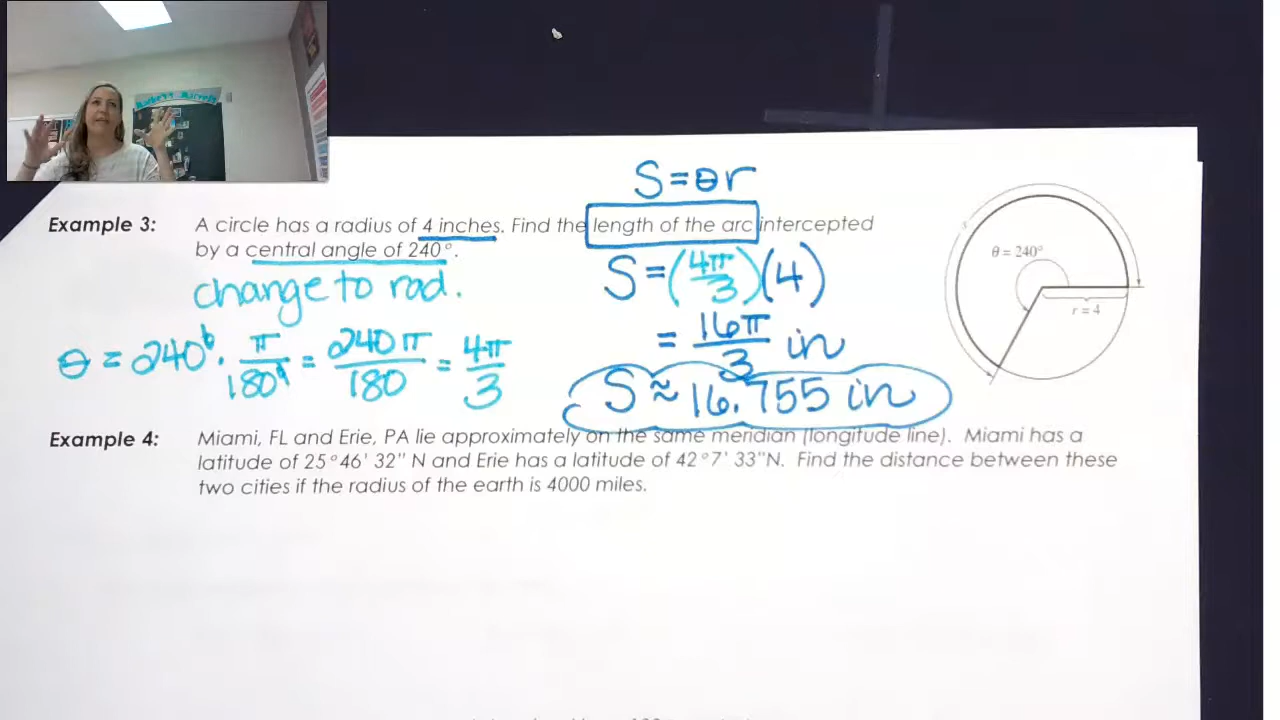 S = θr
Example 3: A circle has a radius of 4 inches. Find the length of the arc intercepted
by a central angle of 240°.
change to rad.
θ = 240° · π/180° = 240π/180 = 4π/3
S = (4π/3)(4)
= 16π/3 in
S ≈ 16.755 in
θ = 240°
r = 4
Example 4: Miami, FL and Erie, PA lie approximately on the same meridian (longitude line). Miami has a
latitude of 25°46' 32" N and Erie has a latitude of 42°7' 33"N. Find the distance between these
two cities if the radius of the earth is 4000 miles.